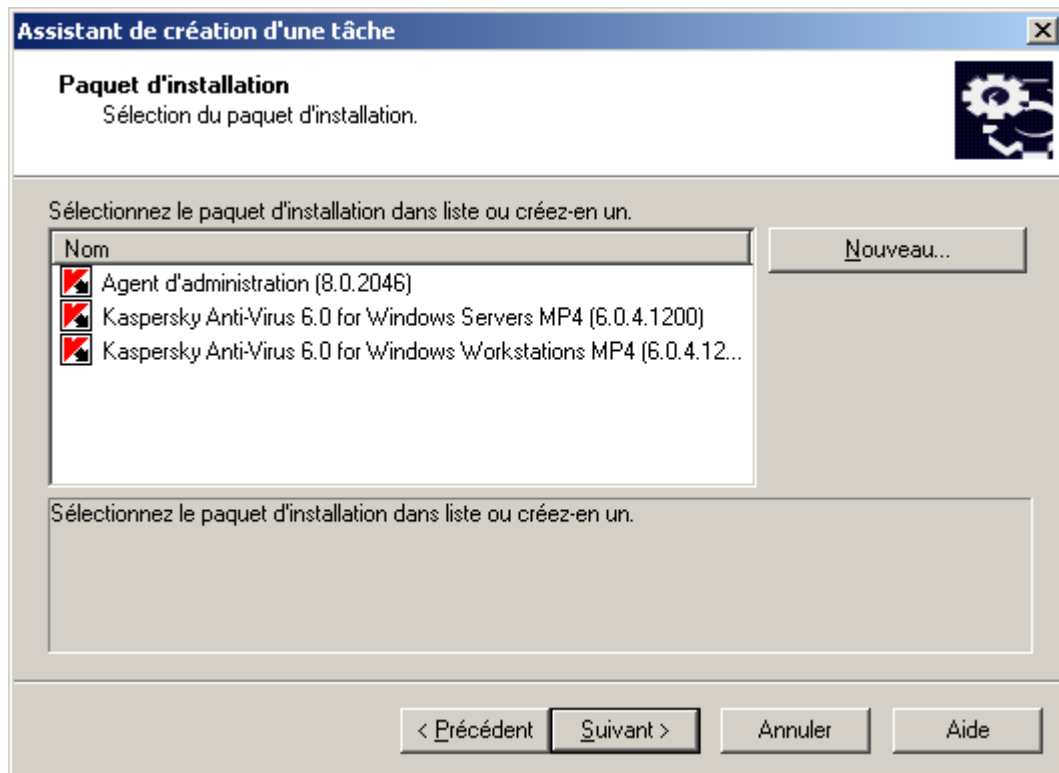 Assistant de création d'une tâche
Paquet d'installation
Sélection du paquet d'installation.
Sélectionnez le paquet d'installation dans liste ou créez-en un.
Nom
Nouveau...
Agent d'administration (8.0.2046)
Kaspersky Anti-Virus 6.0 for Windows Servers MP4 (6.0.4.1200)
Kaspersky Anti-Virus 6.0 for Windows Workstations MP4 (6.0.4.12...
Sélectionnez le paquet d'installation dans liste ou créez-en un.
< Précédent
Suivant >
Annuler
Aide